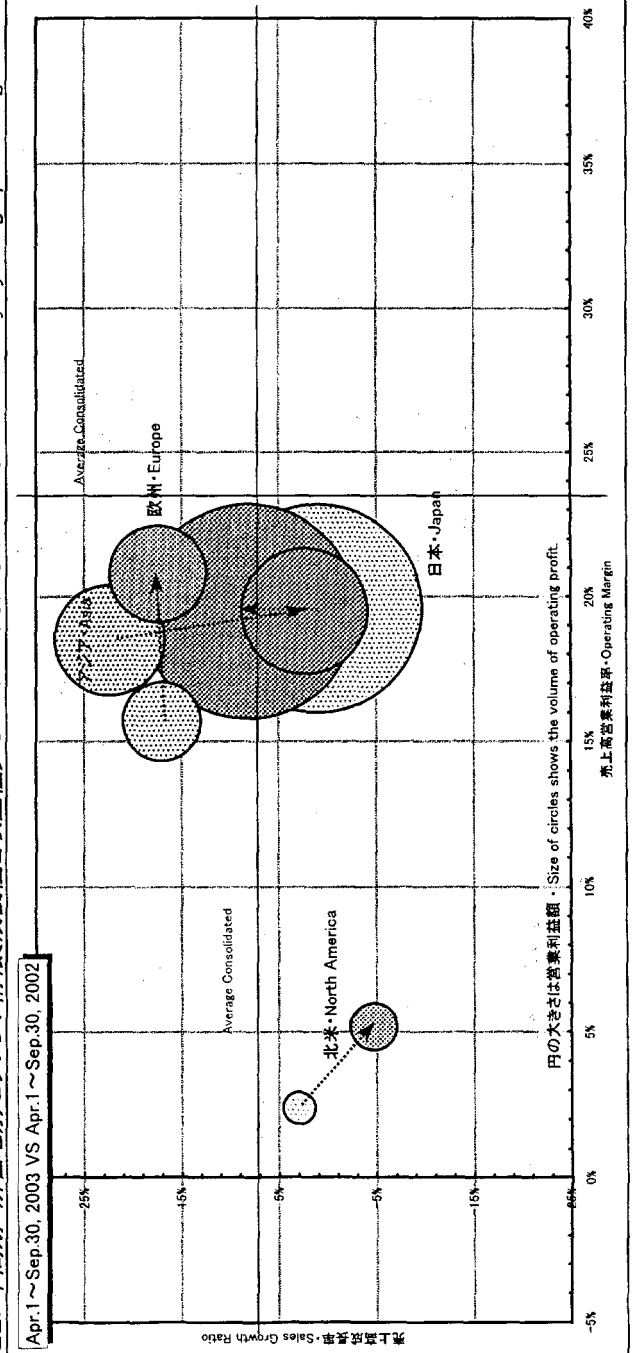 Apr.1～Sep.30, 2003 VS Apr.1～Sep.30, 2002
売上高成長率・Sales Growth Ratio
25%
15%
5%
-5%
-15%
-5%
0%
5%
10%
15%
20%
25%
30%
35%
40%
売上高営業利益率・Operating Margin
Average Consolidated
Average Consolidated
アジア・Asia
欧州・Europe
日本・Japan
北米・North America
円の大きさは営業利益額・Size of circles shows the volume of operating profit.